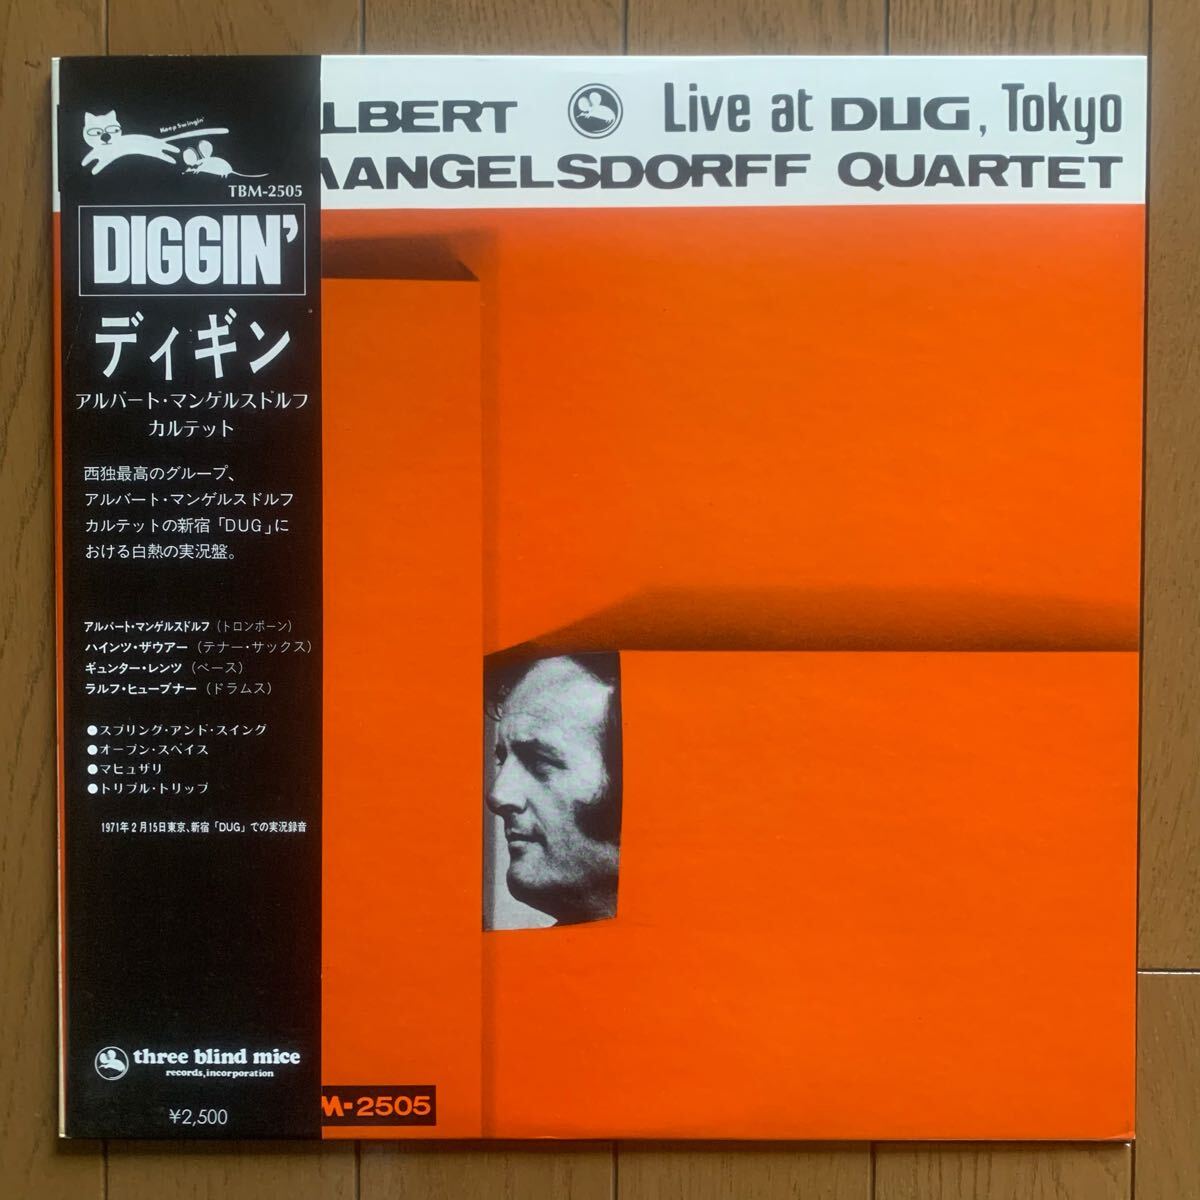 Keep Swingin'
TBM-2505
DIGGIN'
ディギン
アルバート・マンゲルスドルフ
カルテット
西独最高のグループ、
アルバート・マンゲルスドルフ
カルテットの新宿「DUG」に
おける白熱の実況盤。
アルバート・マンゲルスドルフ(トロンボーン)
ハインツ・ザウアー(テナー・サックス)
ギュンター・レンツ(ベース)
ラルフ・ヒューブナー(ドラムス)
●スプリング・アンド・スイング
●オープン・スペイス
●マヒュザリ
●トリプル・トリップ
1971年2月15日東京、新宿「DUG」での実況録音
three blind mice
records, incorporation
¥2,500
LBERT Live at DUG, Tokyo
MANGELSDORFF QUARTET
M-2505